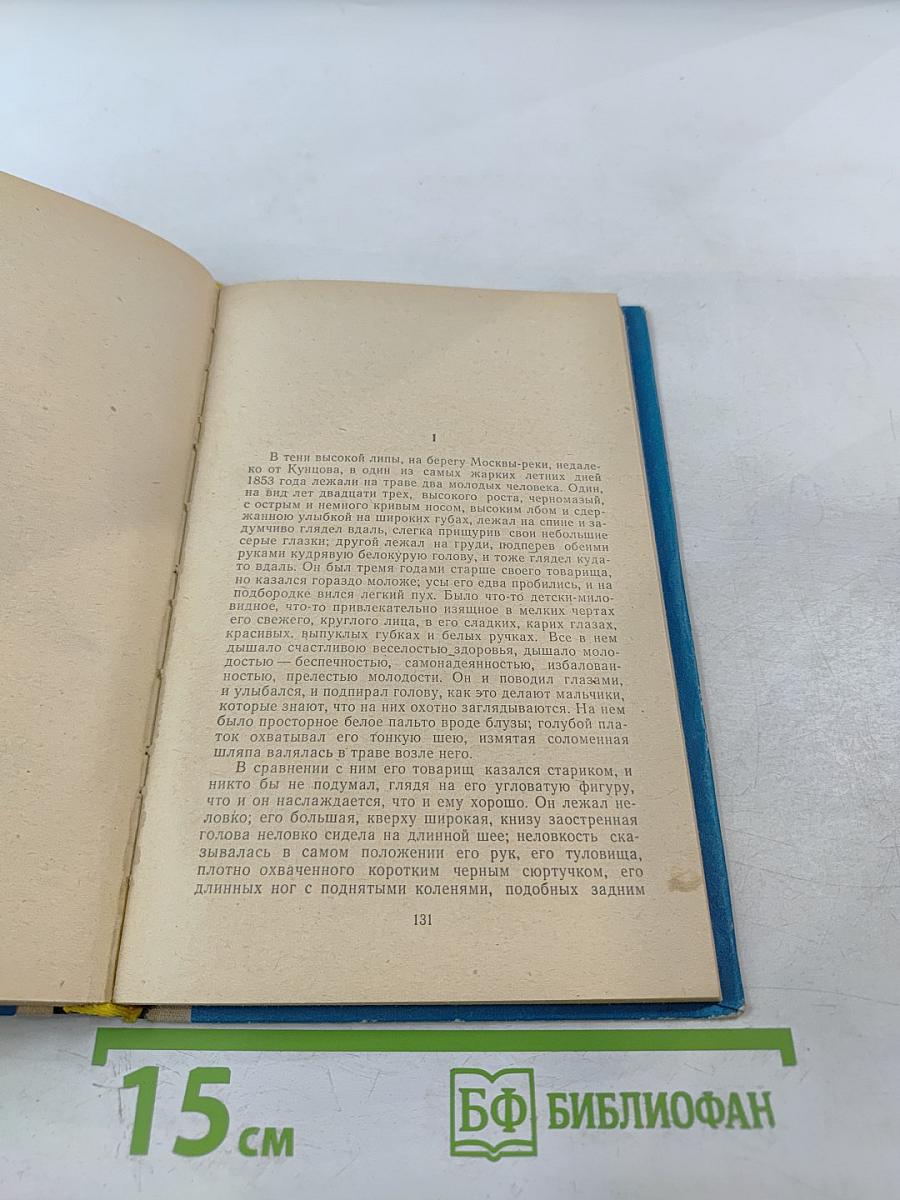 I
В тени высокой липы, на берегу Москвы-реки, недале-
ко от Кунцова, в один из самых жарких летних дней
1853 года лежали на траве два молодых человека. Один,
на вид лет двадцати трех, высокого роста, черномазый,
с острым и немного кривым носом, высоким лбом и сдер-
жанною улыбкой на широких губах, лежал на спине и за-
думчиво глядел вдаль, слегка прищурив свои небольшие
серые глазки; другой лежал на груди, подперев обеими
руками кудрявую белокурую голову, и тоже глядел куда-
то вдаль. Он был тремя годами старше своего товарища,
но казался гораздо моложе; усы его едва пробились, и на
подбородке вился легкий пух. Было что-то детски-мило-
видное, что-то привлекательно изящное в мелких чертах
его свежего, круглого лица, в его сладких, карих глазах,
красивых, выпуклых губках и белых ручках. Все в нем
дышало счастливою веселостью здоровья, дышало моло-
достью — беспечностью, самонадеянностью, избалован-
ностью, прелестью молодости. Он и поводил глазами,
и улыбался, и подпирал голову, как это делают мальчики,
которые знают, что на них охотно заглядываются. На нем
было просторное белое пальто вроде блузы; голубой пла-
ток охватывал его тонкую шею, измятая соломенная
шляпа валялась в траве возле него.
В сравнении с ним его товарищ казался стариком, и
никто бы не подумал, глядя на его угловатую фигуру,
что и он наслаждается, что и ему хорошо. Он лежал не-
ловко; его большая, кверху широкая, книзу заостренная
голова неловко сидела на длинной шее; неловкость ска-
зывалась в самом положении его рук, его туловища,
плотно охваченного коротким черным сюртучком, его
длинных ног с поднятыми коленями, подобных задним
131
15 см
БФ БИБЛИОФАН